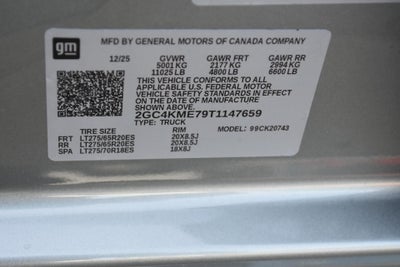 gm
MFD BY GENERAL MOTORS OF CANADA COMPANY
12/25 GVWR GAWR FRT GAWR RR
5001 KG 2177 KG 2994 KG
11025 LB 4800 LB 6600 LB
THIS VEHICLE CONFORMS TO ALL
APPLICABLE U.S. FEDERAL MOTOR
VEHICLE SAFETY STANDARDS IN
EFFECT ON THE DATE OF MANUFACTURE
SHOWN ABOVE.
2GC4KME79T1147659
TYPE: TRUCK
TIRE SIZE RIM MODEL: 99CK20743
FRT LT275/65R20ES 20X8.5J
RR LT275/65R20ES 20X8.5J
SPA LT275/70R18ES 18X8J